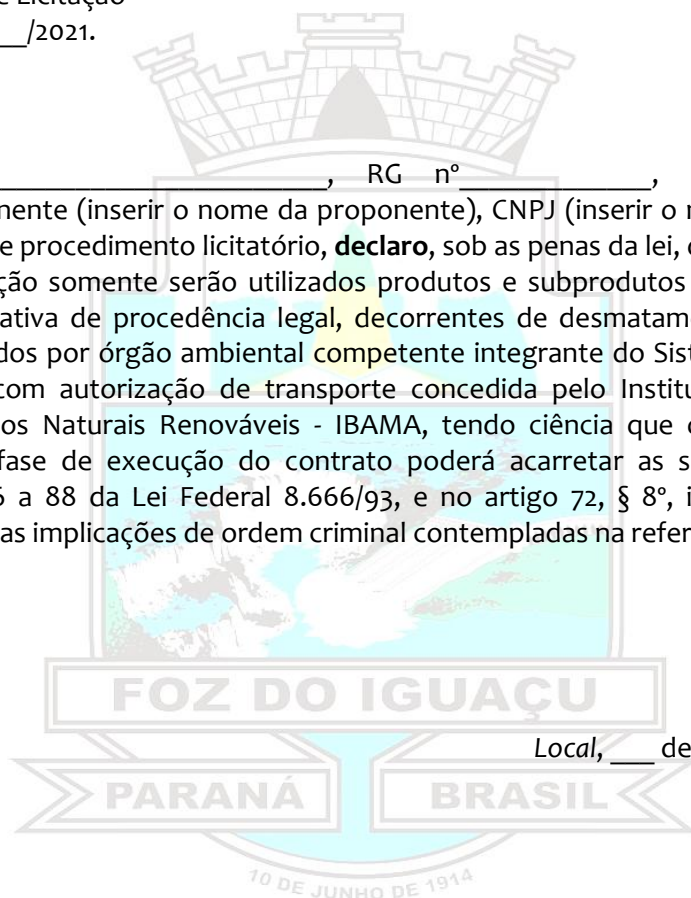 e Licitação
__/2021.
______________________, RG nº_____________,
nente (inserir o nome da proponente), CNPJ (inserir o n
e procedimento licitatório, declaro, sob as penas da lei,
ção somente serão utilizados produtos e subprodutos
ativa de procedência legal, decorrentes de desmatam
dos por órgão ambiental competente integrante do Sist
com autorização de transporte concedida pelo Institu
os Naturais Renováveis - IBAMA, tendo ciência que
fase de execução do contrato poderá acarretar as s
6 a 88 da Lei Federal 8.666/93, e no artigo 72, § 8º, i
as implicações de ordem criminal contempladas na refer
FOZ DO IGUAÇU
Local, ___ de
PARANÁ BRASIL
10 DE JUNHO DE 1914